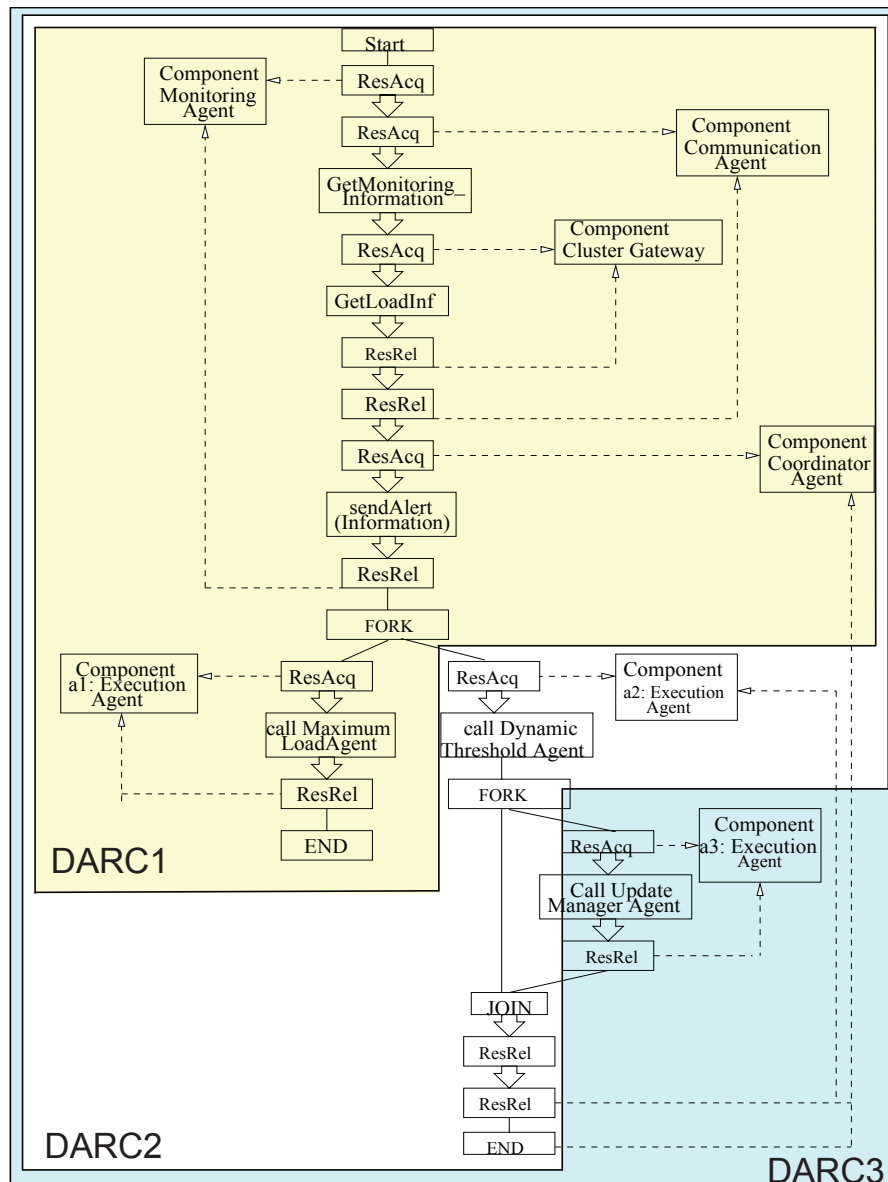 Start
Component
Monitoring
Agent
ResAcq
ResAcq
Component
Communication
Agent
GetMonitoring_
Information_
ResAcq
Component
Cluster Gateway
GetLoadInf
ResRel
ResRel
ResAcq
Component
Coordinator
Agent
sendAlert
(Information)
ResRel
FORK
Component
a1: Execution
Agent
ResAcq
ResAcq
Component
a2: Execution
Agent
call Maximum
LoadAgent
call Dynamic
Threshold Agent
ResRel
FORK
END
ResAcq
Component
a3: Execution
Agent
DARC1
Call Update
Manager Agent
ResRel
JOIN
ResRel
ResRel
END
DARC2
DARC3